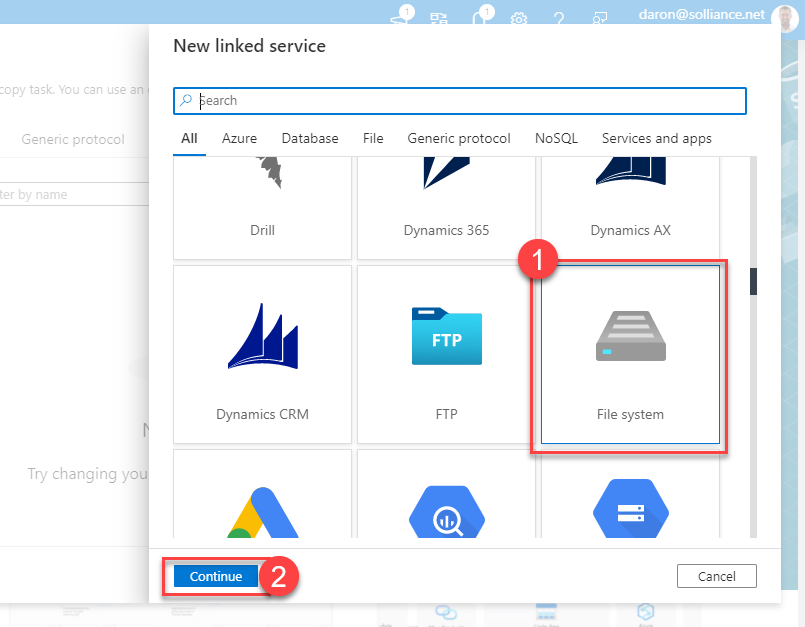 1
1
daron@solliance.net
New linked service
copy task. You can use an
Search
Generic protocol
All
Azure
Database
File
Generic protocol
NoSQL
Services and apps
ter by name
Drill
Dynamics 365
Dynamics AX
1
FTP
Dynamics CRM
FTP
File system
Try changing you
Continue
2
Cancel